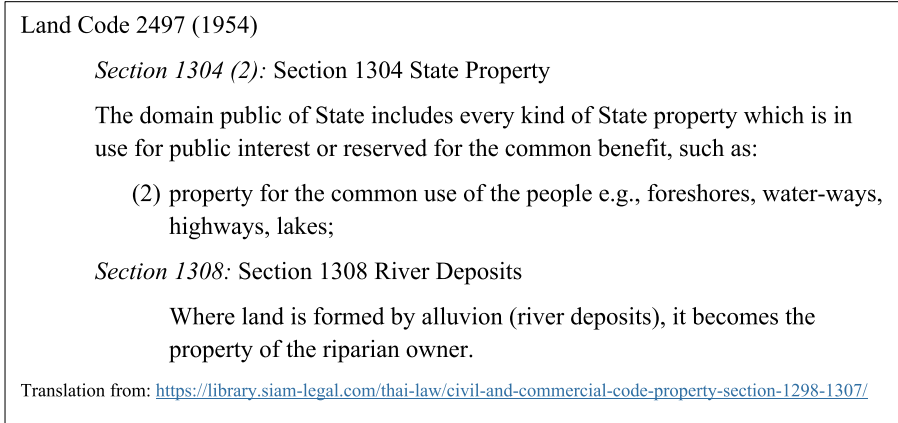 Land Code 2497 (1954)
Section 1304 (2): Section 1304 State Property
The domain public of State includes every kind of State property which is in
use for public interest or reserved for the common benefit, such as:
(2) property for the common use of the people e.g., foreshores, water-ways,
highways, lakes;
Section 1308: Section 1308 River Deposits
Where land is formed by alluvion (river deposits), it becomes the
property of the riparian owner.
Translation from: https://library.siam-legal.com/thai-law/civil-and-commercial-code-property-section-1298-1307/